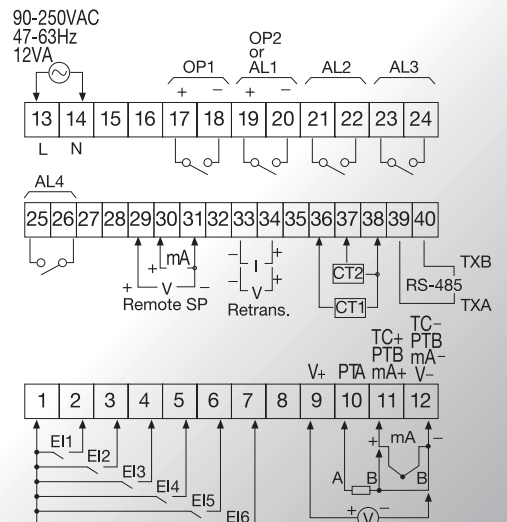 90-250VAC
47-63Hz
12VA
OP1
OP2
or
AL1
AL2
AL3
+ − + −
13 14 15 16 17 18 19 20 21 22 23 24
L N
AL4
25 26 27 28 29 30 31 32 33 34 35 36 37 38 39 40
+ mA
− I +
CT2
TXB
+ V −
− V +
RS-485
Remote SP
Retrans.
CT1
TXA
TC+
PTB
mA+
TC−
PTB
mA−
V−
V+ PTA
1 2 3 4 5 6 7 8 9 10 11 12
EI1
EI2
EI3
EI4
EI5
EI6
+ mA −
A B B
+ V −